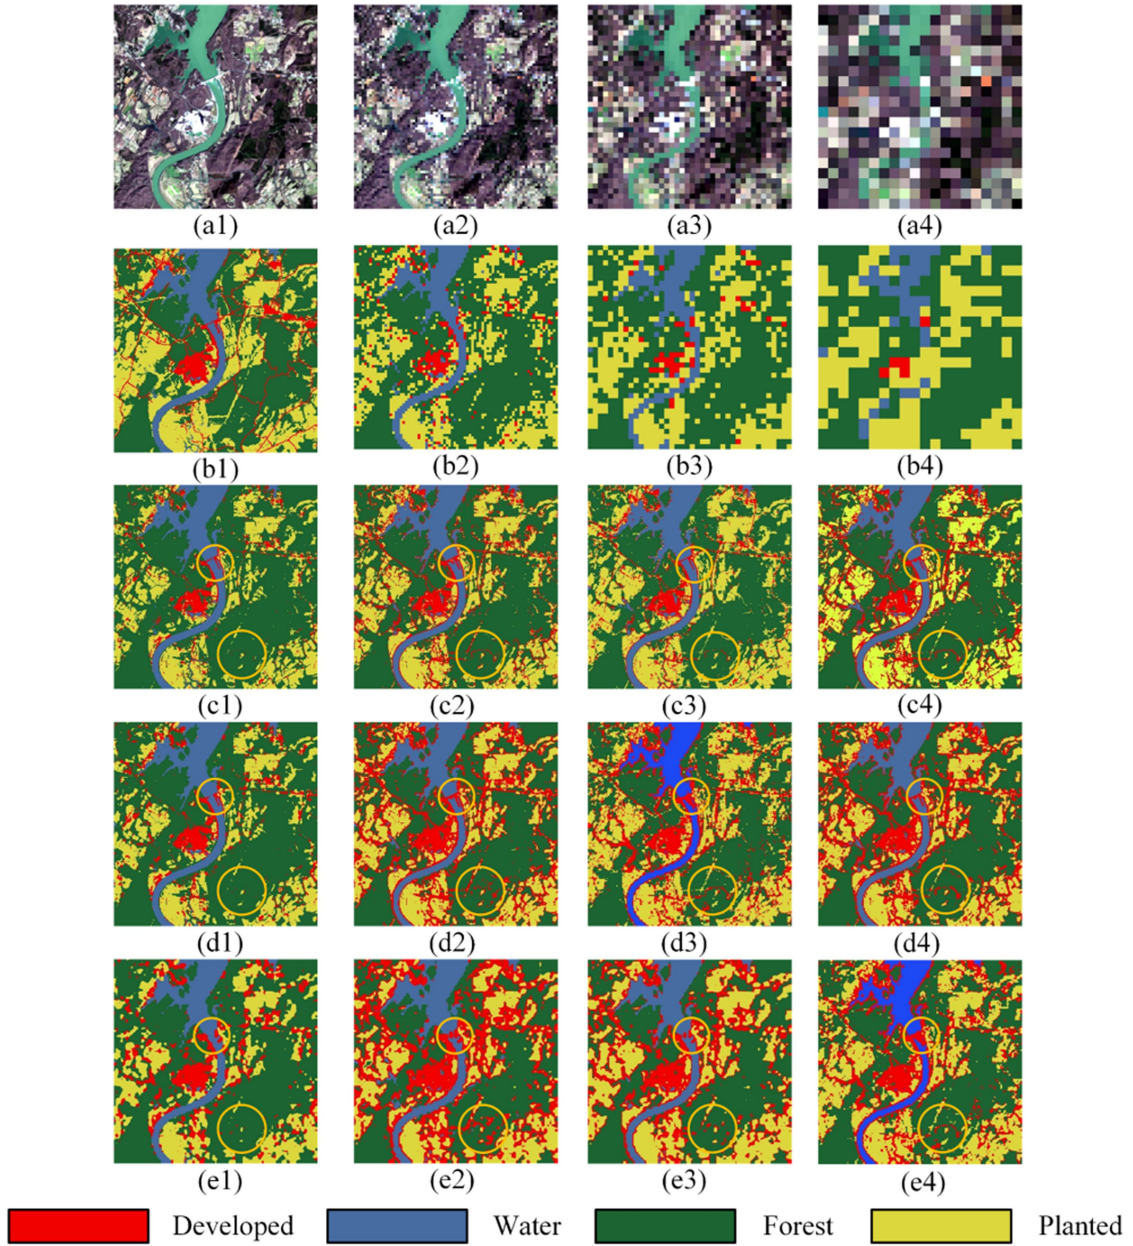 (a1) (a2) (a3) (a4)
(b1) (b2) (b3) (b4)
(c1) (c2) (c3) (c4)
(d1) (d2) (d3) (d4)
(e1) (e2) (e3) (e4)
Developed Water Forest Planted